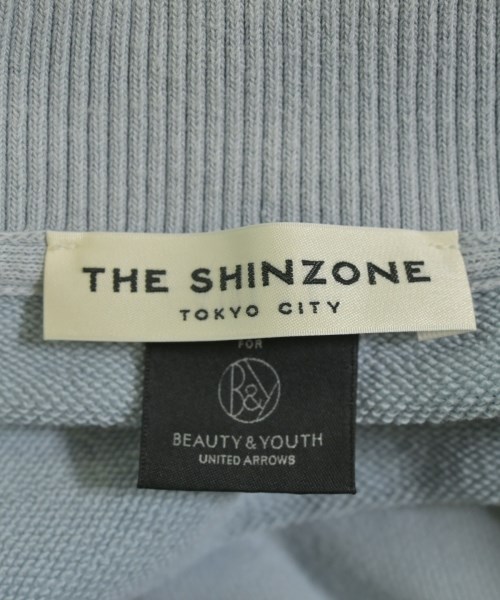 THE SHINZONE
TOKYO CITY
FOR
B&Y
BEAUTY & YOUTH
UNITED ARROWS